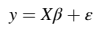 y = Xβ + ε